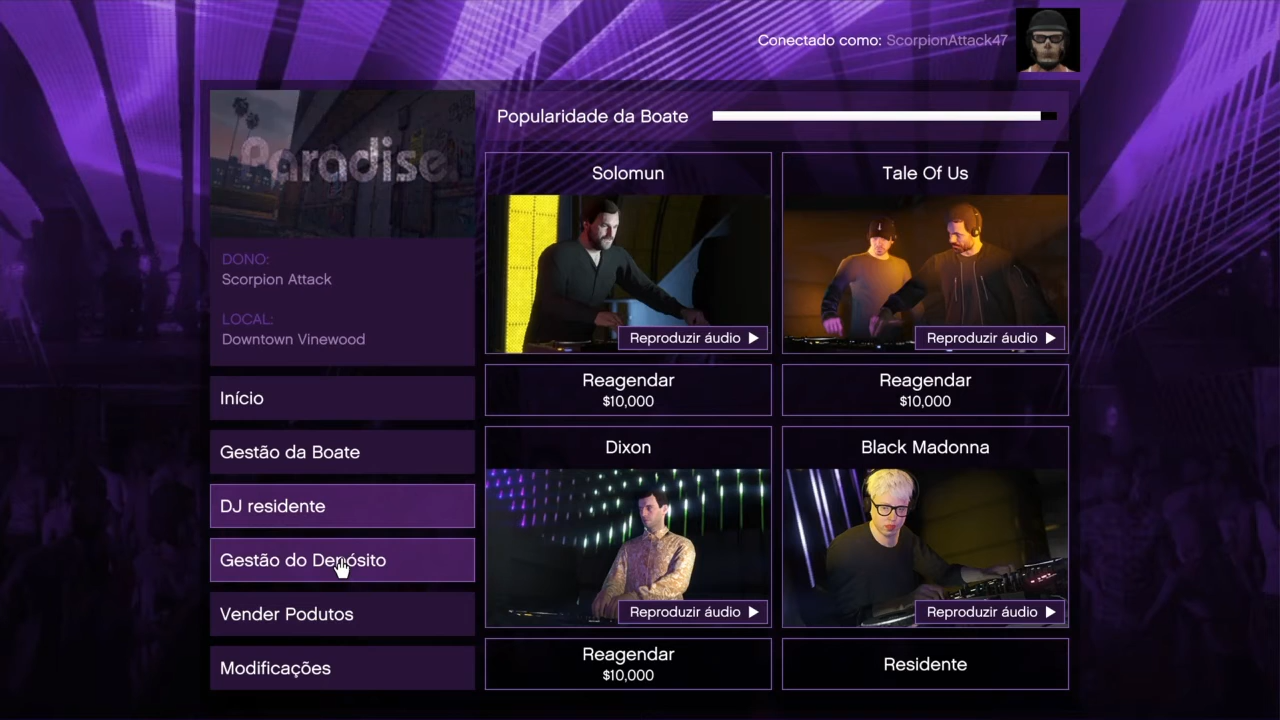 Conectado como: ScorpionAttack47
Paradise
DONO:
Scorpion Attack
LOCAL:
Downtown Vinewood
Início
Gestão da Boate
DJ residente
Gestão do Depósito
Vender Podutos
Modificações
Popularidade da Boate
Solomun
Reproduzir áudio
Reagendar
$10,000
Tale Of Us
Reproduzir áudio
Reagendar
$10,000
Dixon
Reproduzir áudio
Reagendar
$10,000
Black Madonna
Reproduzir áudio
Residente